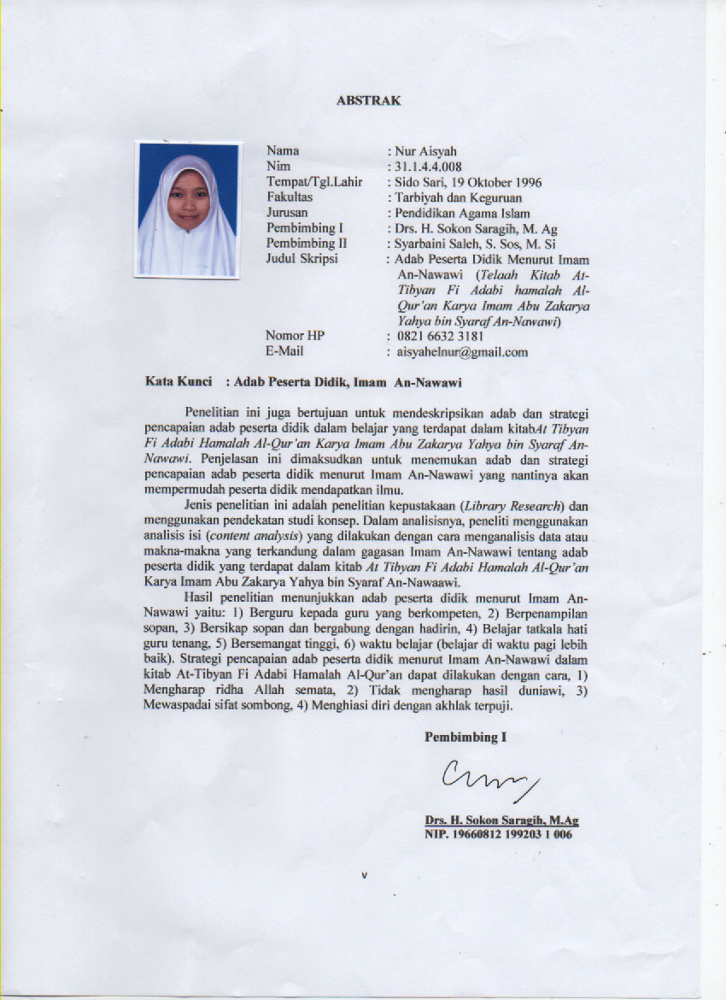 ABSTRAK
Nama : Nur Aisyah
Nim : 31.1.4.4.008
Tempat/Tgl.Lahir : Sido Sari, 19 Oktober 1996
Fakultas : Tarbiyah dan Keguruan
Jurusan : Pendidikan Agama Islam
Pembimbing I : Drs. H. Sokon Saragih, M. Ag
Pembimbing II : Syarbaini Saleh, S. Sos, M. Si
Judul Skripsi : Adab Peserta Didik Menurut Imam
An-Nawawi (Telaah Kitab At-
Tibyan Fi Adabi hamalah Al-
Qur'an Karya Imam Abu Zakarya
Yahya bin Syaraf An-Nawawi)
Nomor HP : 0821 6632 3181
E-Mail : aisyahelnur@gmail.com
Kata Kunci : Adab Peserta Didik, Imam An-Nawawi
Penelitian ini juga bertujuan untuk mendeskripsikan adab dan strategi
pencapaian adab peserta didik dalam belajar yang terdapat dalam kitabAt Tibyan
Fi Adabi Hamalah Al-Qur'an Karya Imam Abu Zakarya Yahya bin Syaraf An-
Nawawi. Penjelasan ini dimaksudkan untuk menemukan adab dan strategi
pencapaian adab peserta didik menurut Imam An-Nawawi yang nantinya akan
mempermudah peserta didik mendapatkan ilmu.
Jenis penelitian ini adalah penelitian kepustakaan (Library Research) dan
menggunakan pendekatan studi konsep. Dalam analisisnya, peneliti menggunakan
analisis isi (content analysis) yang dilakukan dengan cara menganalisis data atau
makna-makna yang terkandung dalam gagasan Imam An-Nawawi tentang adab
peserta didik yang terdapat dalam kitab At Tibyan Fi Adabi Hamalah Al-Qur'an
Karya Imam Abu Zakarya Yahya bin Syaraf An-Nawaawi.
Hasil penelitian menunjukkan adab peserta didik menurut Imam An-
Nawawi yaitu: 1) Berguru kepada guru yang berkompeten, 2) Berpenampilan
sopan, 3) Bersikap sopan dan bergabung dengan hadirin, 4) Belajar tatkala hati
guru tenang, 5) Bersemangat tinggi, 6) waktu belajar (belajar di waktu pagi lebih
baik). Strategi pencapaian adab peserta didik menurut Imam An-Nawawi dalam
kitab At-Tibyan Fi Adabi Hamalah Al-Qur'an dapat dilakukan dengan cara, 1)
Mengharap ridha Allah semata, 2) Tidak mengharap hasil duniawi, 3)
Mewaspadai sifat sombong, 4) Menghiasi diri dengan akhlak terpuji.
Pembimbing I
Drs. H. Sokon Saragih, M.Ag
NIP. 19660812 199203 1 006
v